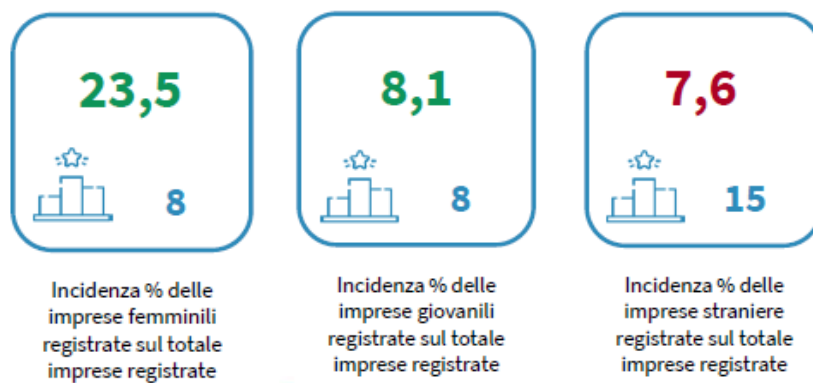 23,5
8
Incidenza % delle
imprese femminili
registrate sul totale
imprese registrate
8,1
8
Incidenza % delle
imprese giovanili
registrate sul totale
imprese registrate
7,6
15
Incidenza % delle
imprese straniere
registrate sul totale
imprese registrate